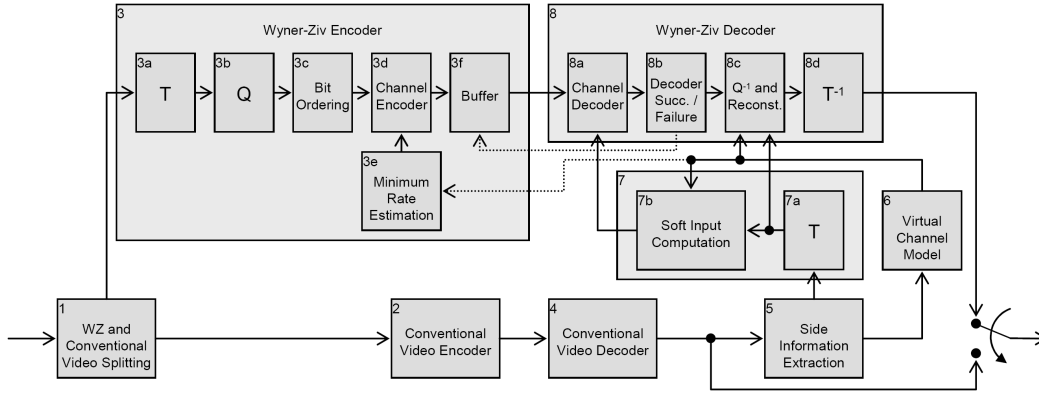 3
Wyner-Ziv Encoder
3a
T
3b
Q
3c
Bit
Ordering
3d
Channel
Encoder
3f
Buffer
3e
Minimum
Rate
Estimation
8
Wyner-Ziv Decoder
8a
Channel
Decoder
8b
Decoder
Succ. /
Failure
8c
Q-1 and
Reconst.
8d
T-1
7
7b
Soft Input
Computation
7a
T
6
Virtual
Channel
Model
1
WZ and
Conventional
Video Splitting
2
Conventional
Video Encoder
4
Conventional
Video Decoder
5
Side
Information
Extraction